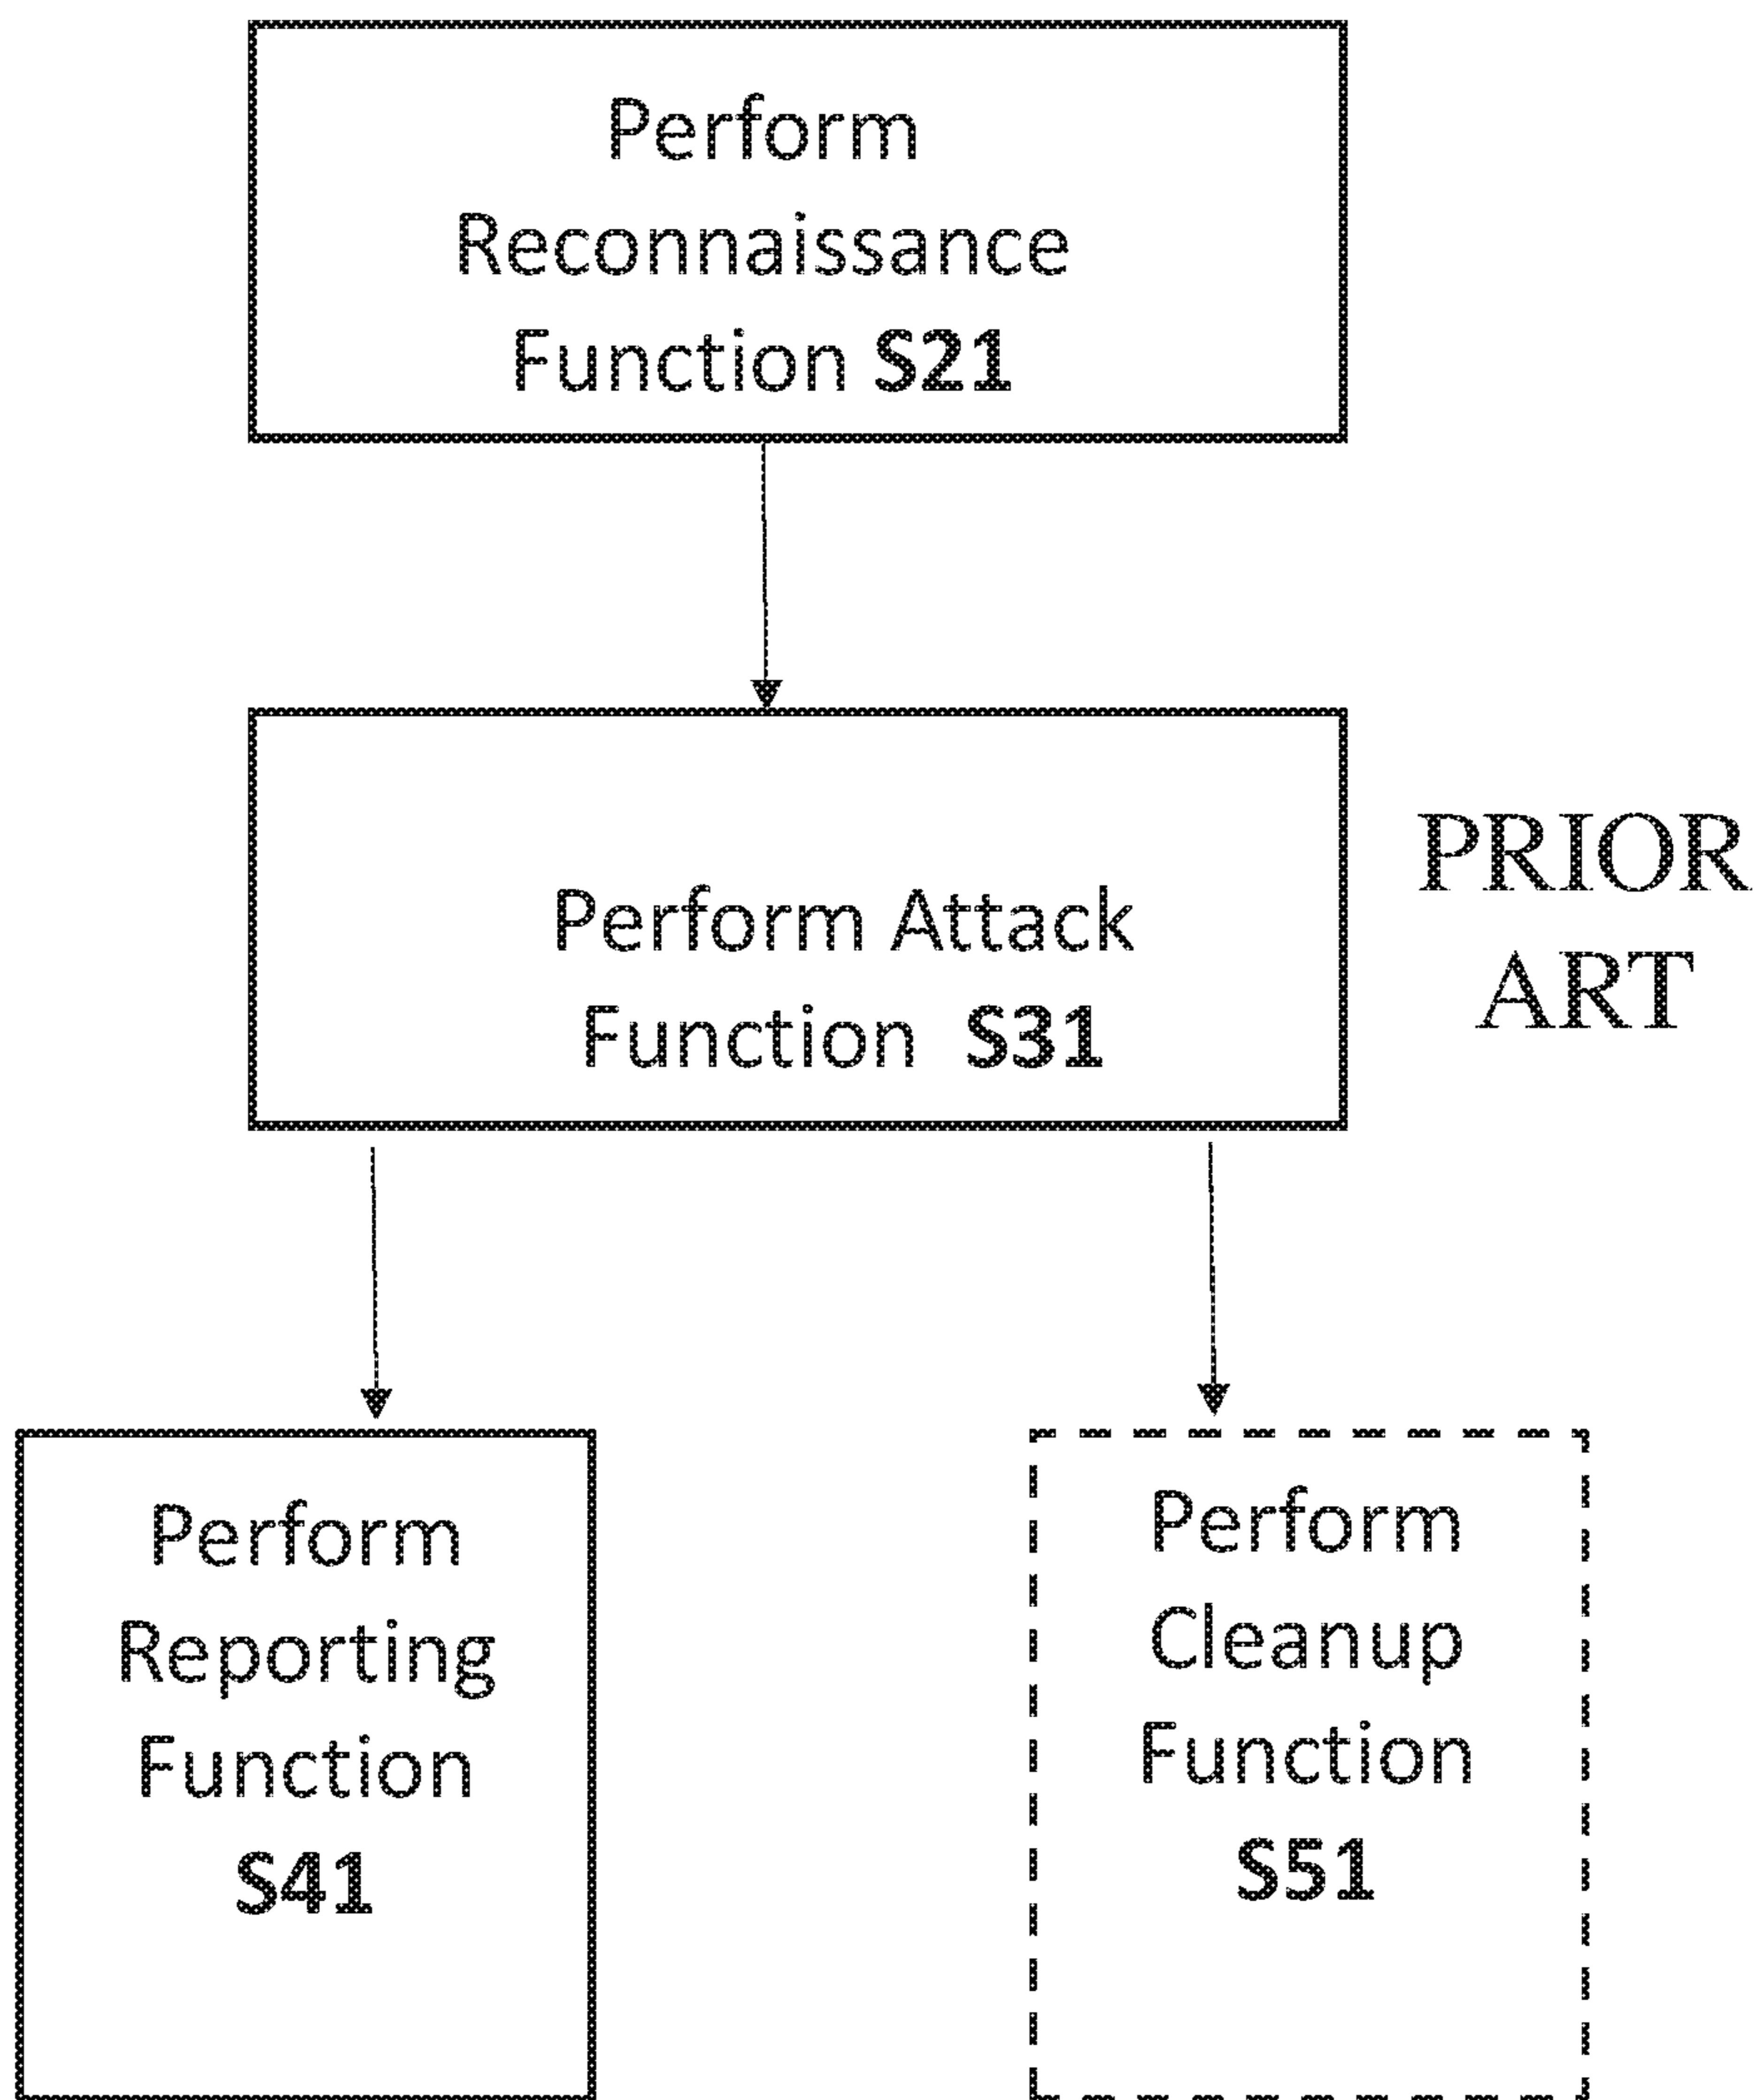 Perform
Reconnaissance
Function S21
Perform Attack
Function S31
PRIOR
ART
Perform
Reporting
Function
S41
Perform
Cleanup
Function
S51